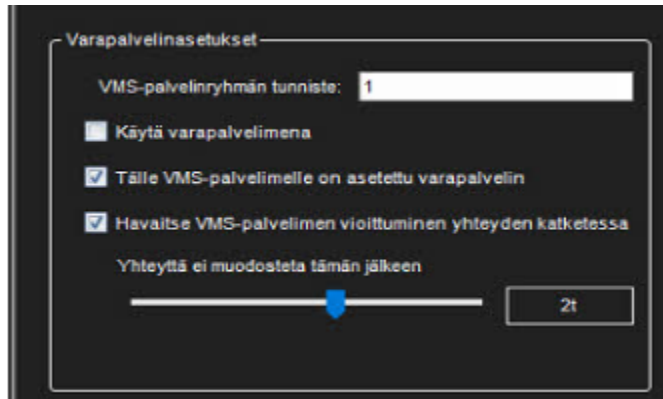 Varapalvelinasetukset
VMS-palvelinryhmän tunniste: 1
Käytä varapalvelimena
Tälle VMS-palvelimelle on asetettu varapalvelin
Havaitse VMS-palvelimen vioittuminen yhteyden katketessa
Yhteyttä ei muodosteta tämän jälkeen
2t